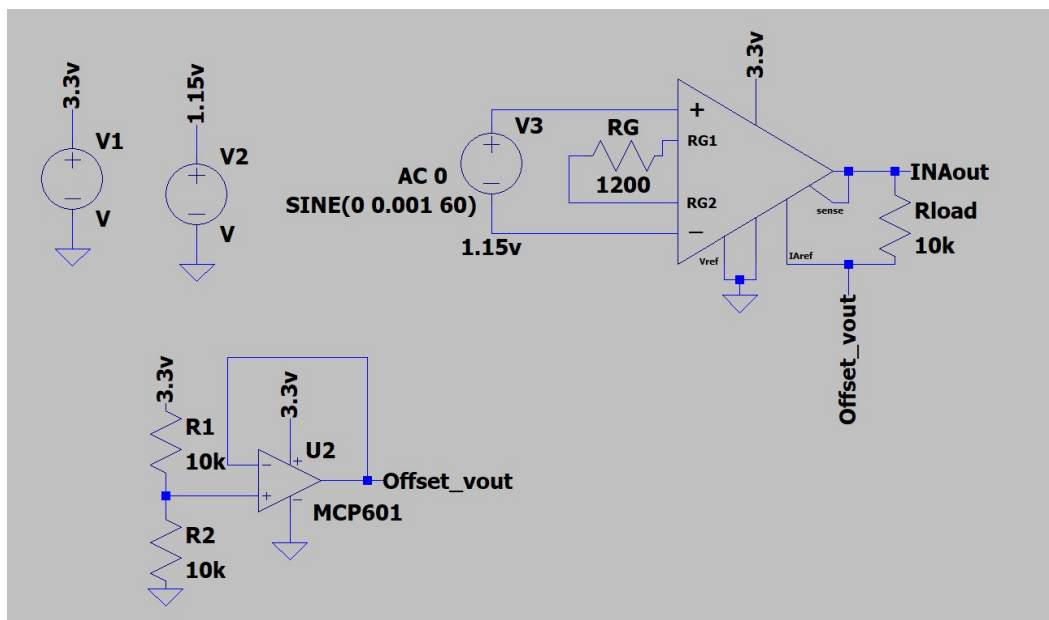 3.3v
V1
V
1.15v
V2
V
V3
AC 0
SINE(0 0.001 60)
1.15v
RG
1200
3.3v
+
RG1
RG2
−
Vref
IAref
sense
INAout
Rload
10k
Offset_vout
3.3v
R1
10k
R2
10k
3.3v
U2
MCP601
Offset_vout